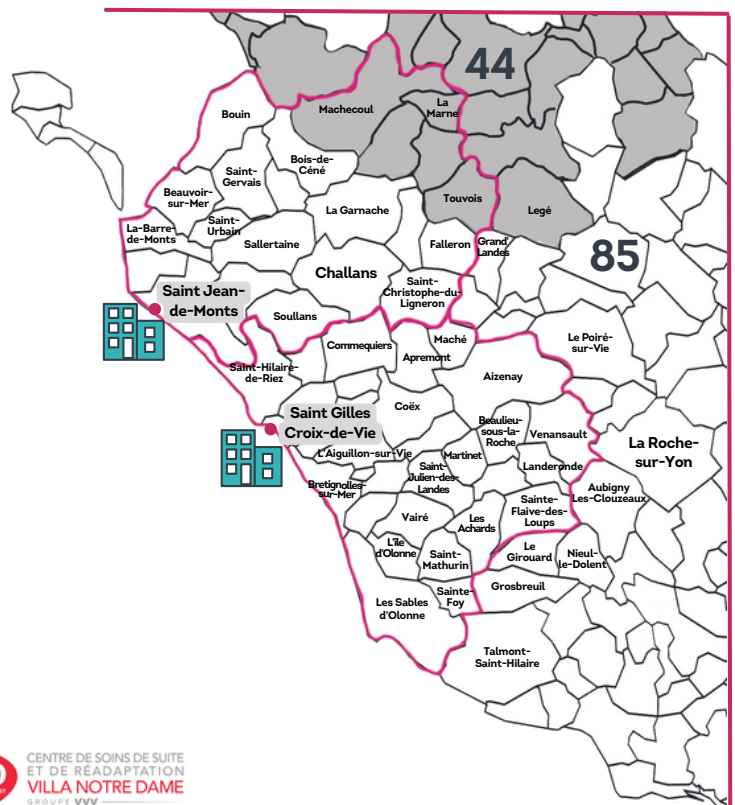 44
Machecoul
La
Marne
Bouin
Bois-de-
Céné
Saint-
Gervais
Beauvoir-
sur-Mer
Touvois
Legé
La Garnache
Saint-
Urbain
La-Barre-
de-Monts
Sallertaine
Falleron
Grand'
Landes
85
Challans
Saint-
Christophe-du-
Ligneron
Saint Jean-
de-Monts
Soullans
Commequiers
Maché
Apremont
Le Poiré-
sur-Vie
Saint-Hilaire-
de-Riez
Aizenay
Coëx
Saint Gilles
Croix-de-Vie
Beaulieu-
sous-la-
Roche
Venansault
La Roche-
sur-Yon
L'Aiguillon-sur-Vie
Martinet
Landeronde
Saint-
Julien-des-
Landes
Bretignolles-
sur-Mer
Aubigny
Les-Clouzeaux
Sainte-
Flaive-des-
Loups
Vairé
Les
Achards
L'île
d'Olonne
Saint-
Mathurin
Le
Girouard
Nieul-
le-Dolent
Grosbreuil
Sainte-
Foy
Les Sables
d'Olonne
Talmont-
Saint-Hilaire
CENTRE DE SOINS DE SUITE
ET DE RÉADAPTATION
VILLA NOTRE DAME
GROUPE VYV